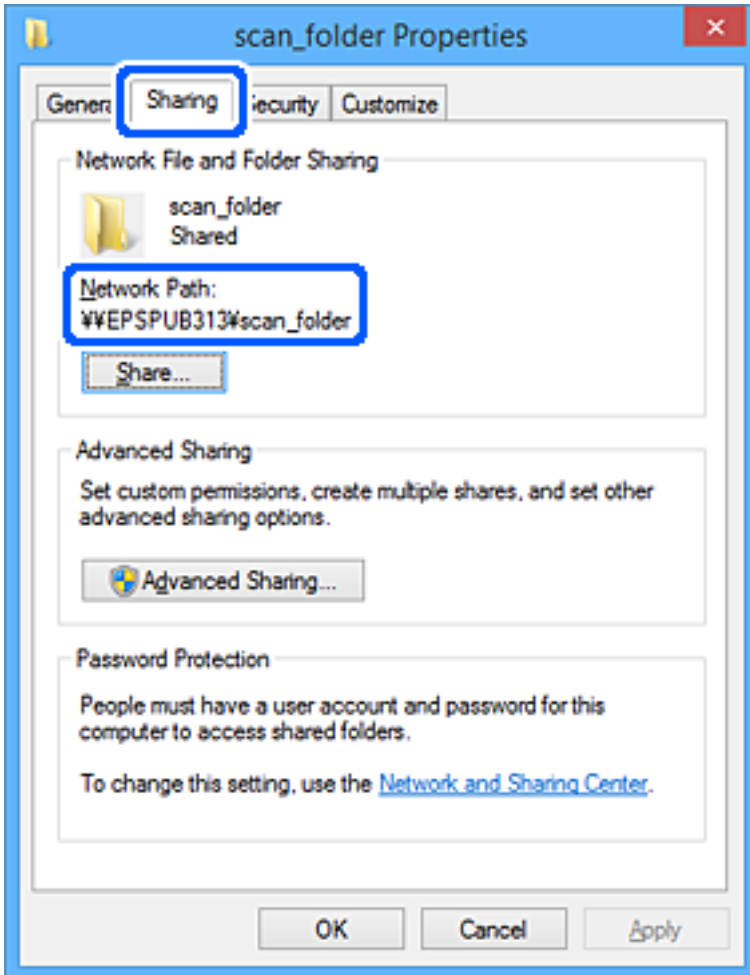 scan_folder Properties
Genera Sharing ecurity Customize
Network File and Folder Sharing
scan_folder
Shared
Network Path:
¥¥EPSPUB313¥scan_folder
Share...
Advanced Sharing
Set custom permissions, create multiple shares, and set other
advanced sharing options.
Advanced Sharing...
Password Protection
People must have a user account and password for this
computer to access shared folders.
To change this setting, use the Network and Sharing Center.
OK Cancel Apply